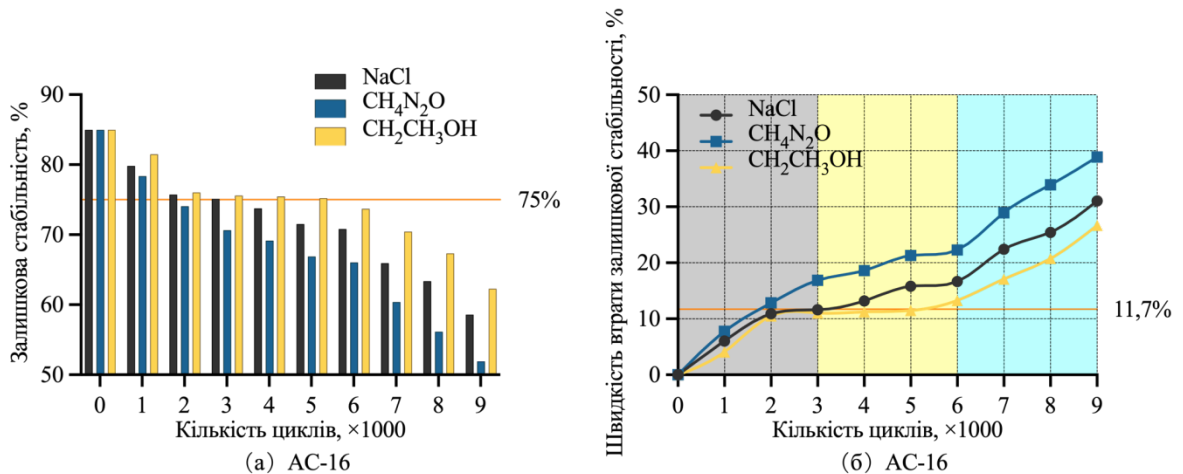 Залишкова стабільність, %
90
80
70
60
50
NaCl
CH₄N₂O
CH₂CH₃OH
75%
0 1 2 3 4 5 6 7 8 9
Кількість циклів, ×1000
(а) АС-16
Швидкість втрати залишкової стабільності, %
50
40
30
20
10
0
NaCl
CH₄N₂O
CH₂CH₃OH
11,7%
0 1 2 3 4 5 6 7 8 9
Кількість циклів, ×1000
(б) АС-16